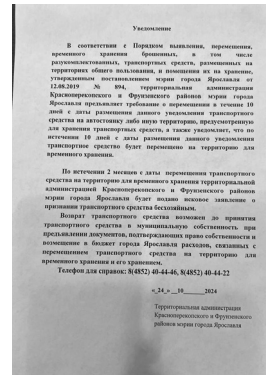 Уведомление
В соответствии с Порядком выявления, перемещения,
временного хранения брошенных, в том числе
разукомплектованных, транспортных средств, размещенных на
территориях общего пользования, и помещения их на хранение,
утвержденным постановлением мэрии города Ярославля от
12.08.2019 № 894, территориальная администрация
Красноперекопского и Фрунзенского районов мэрии города
Ярославля предъявляет требование о перемещении в течение 10
дней с даты размещения данного уведомления транспортного
средства на автостоянку либо иную территорию, предусмотренную
для хранения транспортных средств, а также уведомляет, что по
истечении 10 дней с даты размещения данного уведомления
транспортное средство будет перемещено на территорию для
временного хранения.
По истечении 2 месяцев с даты перемещения транспортного
средства на территорию для временного хранения территориальной
администрацией Красноперекопского и Фрунзенского районов
мэрии города Ярославля будет подано исковое заявление о
признании транспортного средства бесхозяйным.
Возврат транспортного средства возможен до принятия
транспортного средства в муниципальную собственность при
предъявлении документов, подтверждающих право собственности и
возмещение в бюджет города Ярославля расходов, связанных с
перемещением транспортного средства на территорию для
временного хранения и его хранением.
Телефон для справок: 8(4852) 40-44-46, 8(4852) 40-44-22
«_24_» __10______2024
Территориальная администрация
Красноперекопского и Фрунзенского
районов мэрии города Ярославля